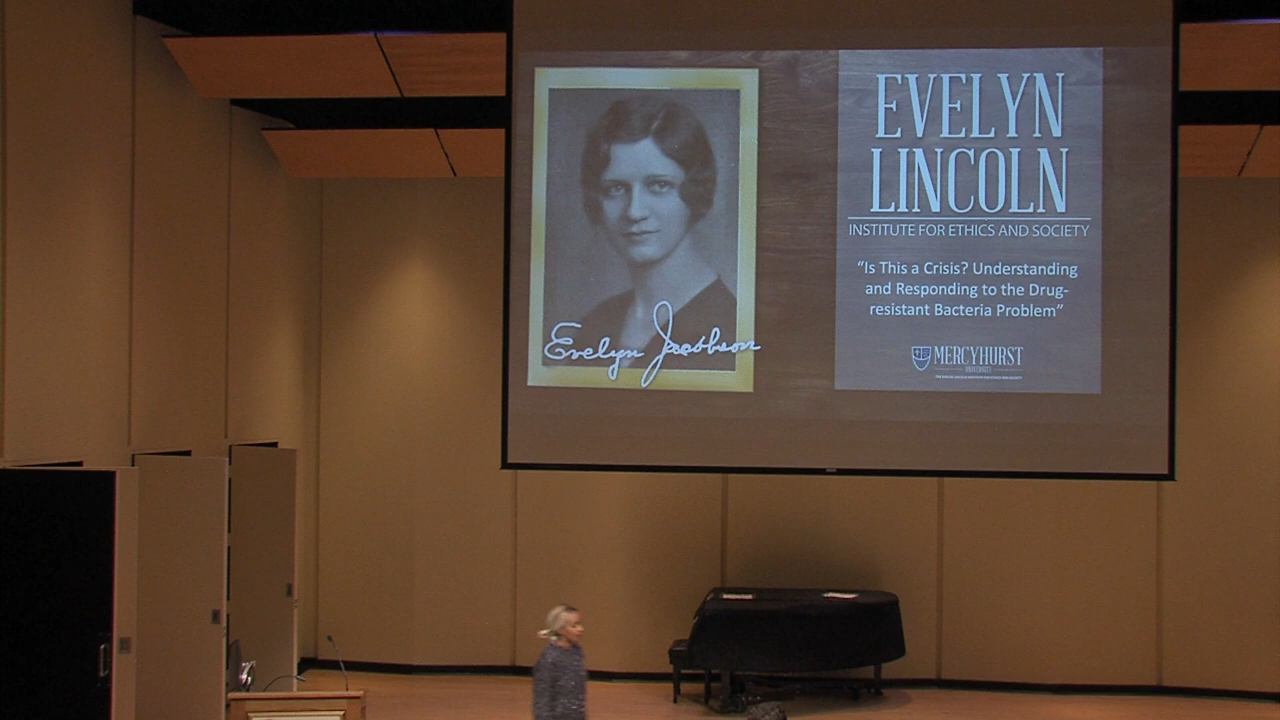 Evelyn Jacobson
EVELYN
LINCOLN
INSTITUTE FOR ETHICS AND SOCIETY
“Is This a Crisis? Understanding
and Responding to the Drug-
resistant Bacteria Problem”
MERCYHURST
UNIVERSITY